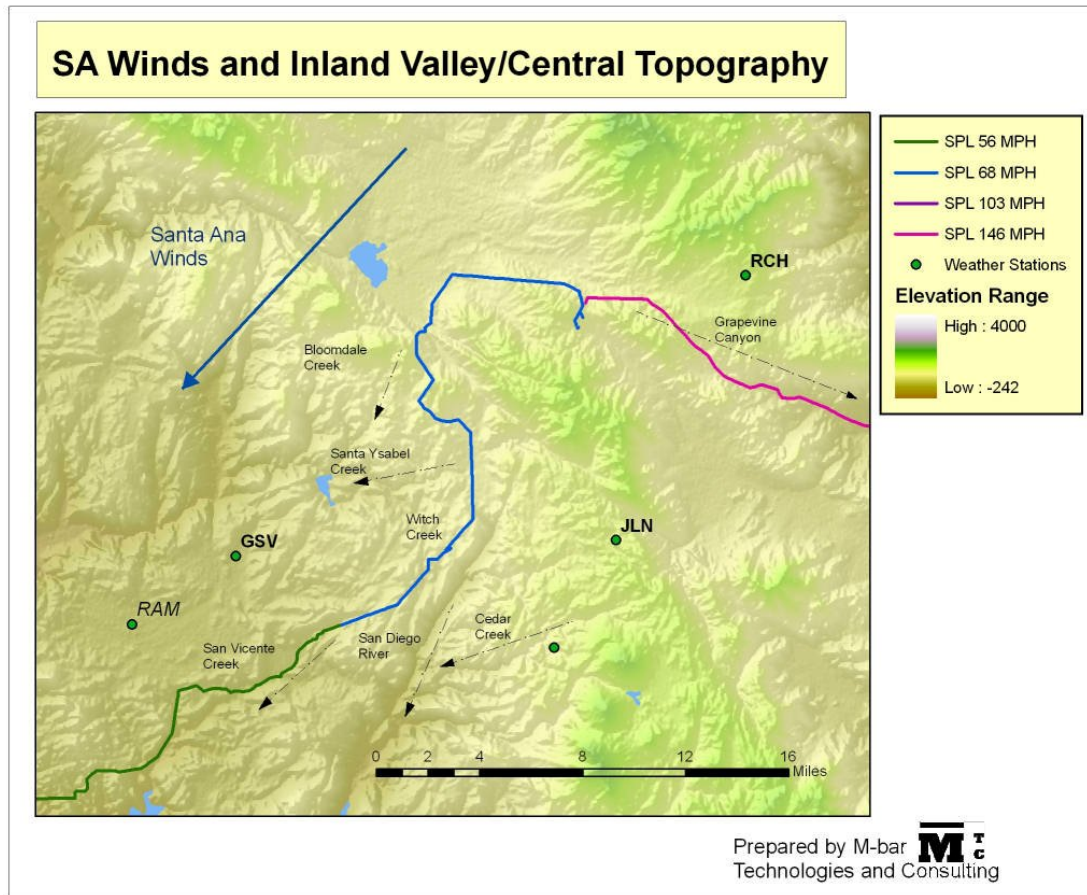 SA Winds and Inland Valley/Central Topography
SPL 56 MPH
SPL 68 MPH
SPL 103 MPH
SPL 146 MPH
Weather Stations
Elevation Range
High : 4000
Low : -242
Santa Ana
Winds
RCH
Grapevine
Canyon
Bloomdale
Creek
Santa Ysabel
Creek
Witch
Creek
JLN
GSV
RAM
Cedar
Creek
San Diego
River
San Vicente
Creek
0 2 4 8 12 16
Miles
Prepared by M-bar
Technologies and Consulting
M T C